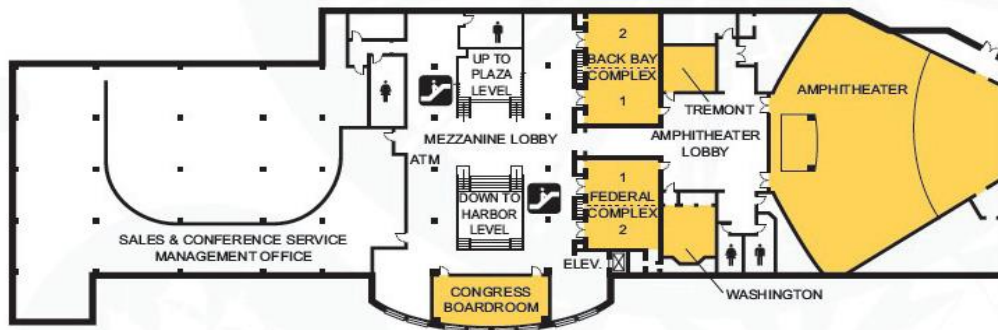 UP TO
PLAZA
LEVEL
2
BACK BAY
COMPLEX
1
TREMONT
AMPHITHEATER
MEZZANINE LOBBY
AMPHITHEATER
LOBBY
ATM
1
FEDERAL
COMPLEX
2
DOWN TO
HARBOR
LEVEL
SALES & CONFERENCE SERVICE
MANAGEMENT OFFICE
ELEV.
CONGRESS
BOARDROOM
WASHINGTON